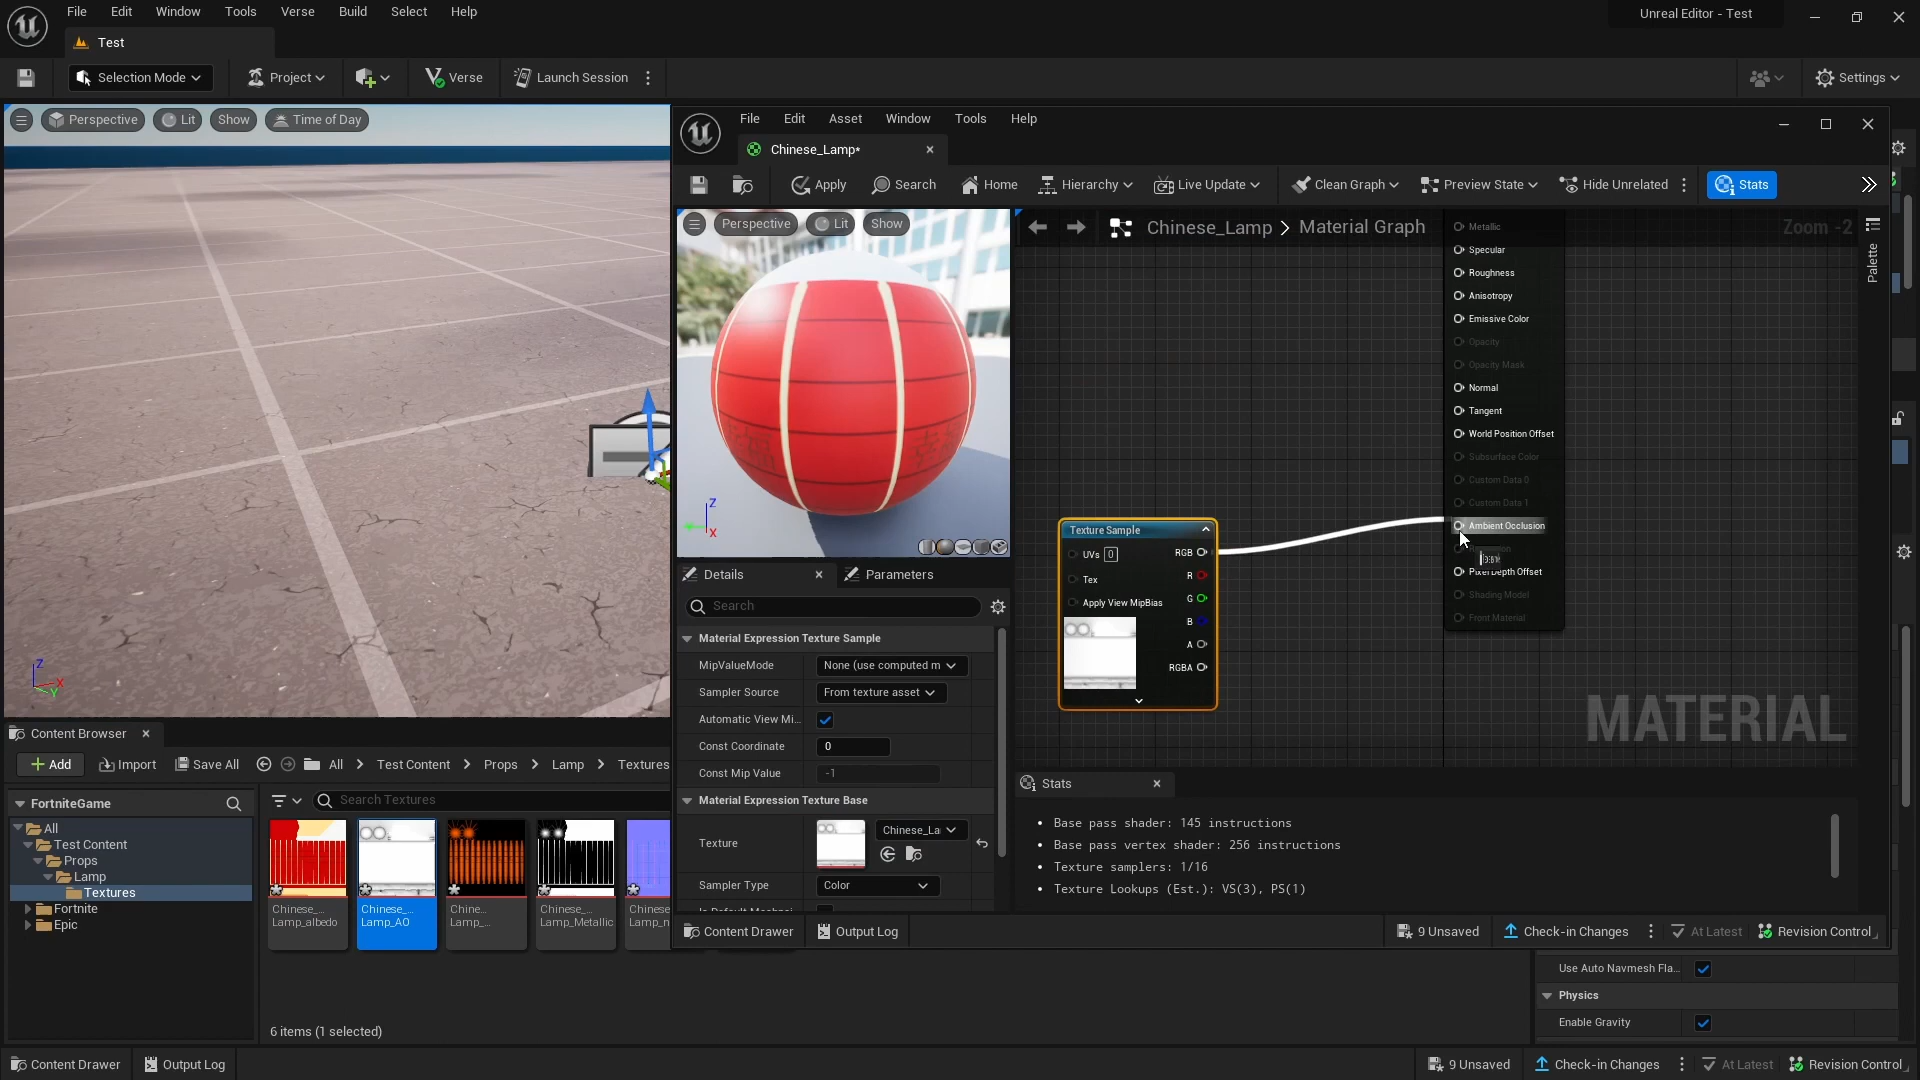 File Edit Window Tools Verse Build Select Help
Unreal Editor - Test
Test
Selection Mode
Project
Verse
Launch Session
Settings
Perspective Lit Show Time of Day
File Edit Asset Window Tools Help
Chinese_Lamp*
Apply
Search
Home
Hierarchy
Live Update
Clean Graph
Preview State
Hide Unrelated
Stats
Perspective Lit Show
Chinese_Lamp > Material Graph
Zoom -2
Palette
Metallic
Specular
Roughness
Anisotropy
Emissive Color
Opacity
Opacity Mask
Normal
Tangent
World Position Offset
Subsurface Color
Custom Data 0
Custom Data 1
Ambient Occlusion
Pixel Depth Offset
Shading Model
Front Material
Texture Sample
UVs 0
RGB
Tex
R
Apply View MipBias
G
B
A
RGBA
MATERIAL
Z
X
Z
X
Y
Details
Parameters
Search
Material Expression Texture Sample
MipValueMode None (use computed m
Sampler Source From texture asset
Automatic View Mi...
Const Coordinate 0
Const Mip Value -1
Material Expression Texture Base
Texture Chinese_La
Sampler Type Color
Stats
Base pass shader: 145 instructions
Base pass vertex shader: 256 instructions
Texture samplers: 1/16
Texture Lookups (Est.): VS(3), PS(1)
Content Drawer
Output Log
9 Unsaved
Check-in Changes
At Latest
Revision Control
Content Browser
Add
Import
Save All
All > Test Content > Props > Lamp > Textures
FortniteGame
Search Textures
All
Test Content
Props
Lamp
Textures
Fortnite
Epic
Chinese_...
Lamp_albedo
Chinese_...
Lamp_AO
Chine...
Lamp_...
Chinese_...
Lamp_Metallic
Chinese
Lamp_n
6 items (1 selected)
Use Auto Navmesh Fla...
Physics
Enable Gravity
Content Drawer
Output Log
9 Unsaved
Check-in Changes
At Latest
Revision Control